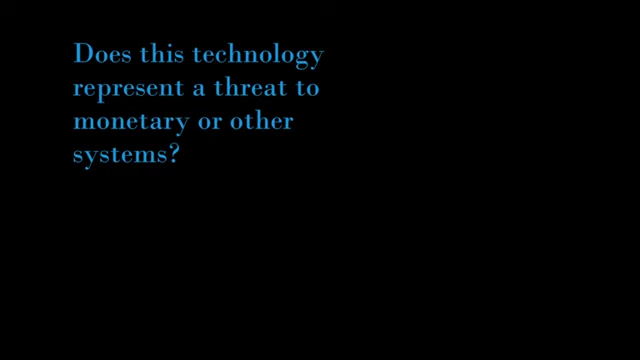 Does this technology
represent a threat to
monetary or other
systems?